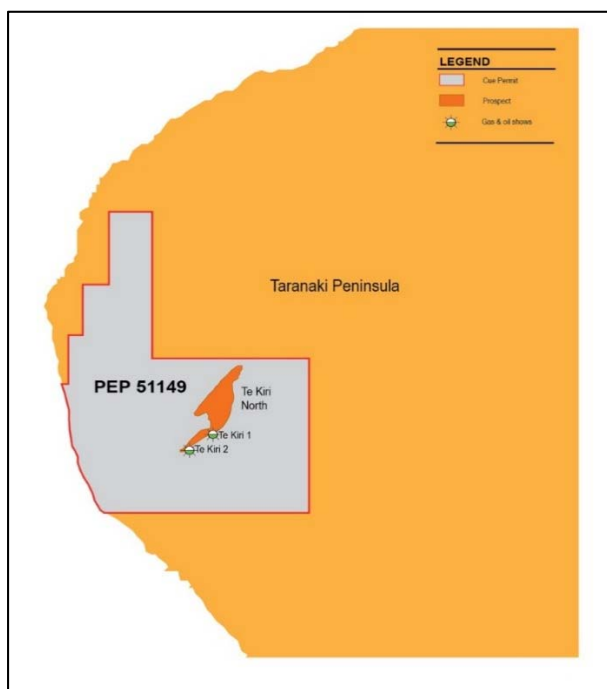 LEGEND
Cue Permit
Prospect
Gas & oil shows
Taranaki Peninsula
PEP 51149
Te Kiri
North
Te Kiri 1
Te Kiri 2